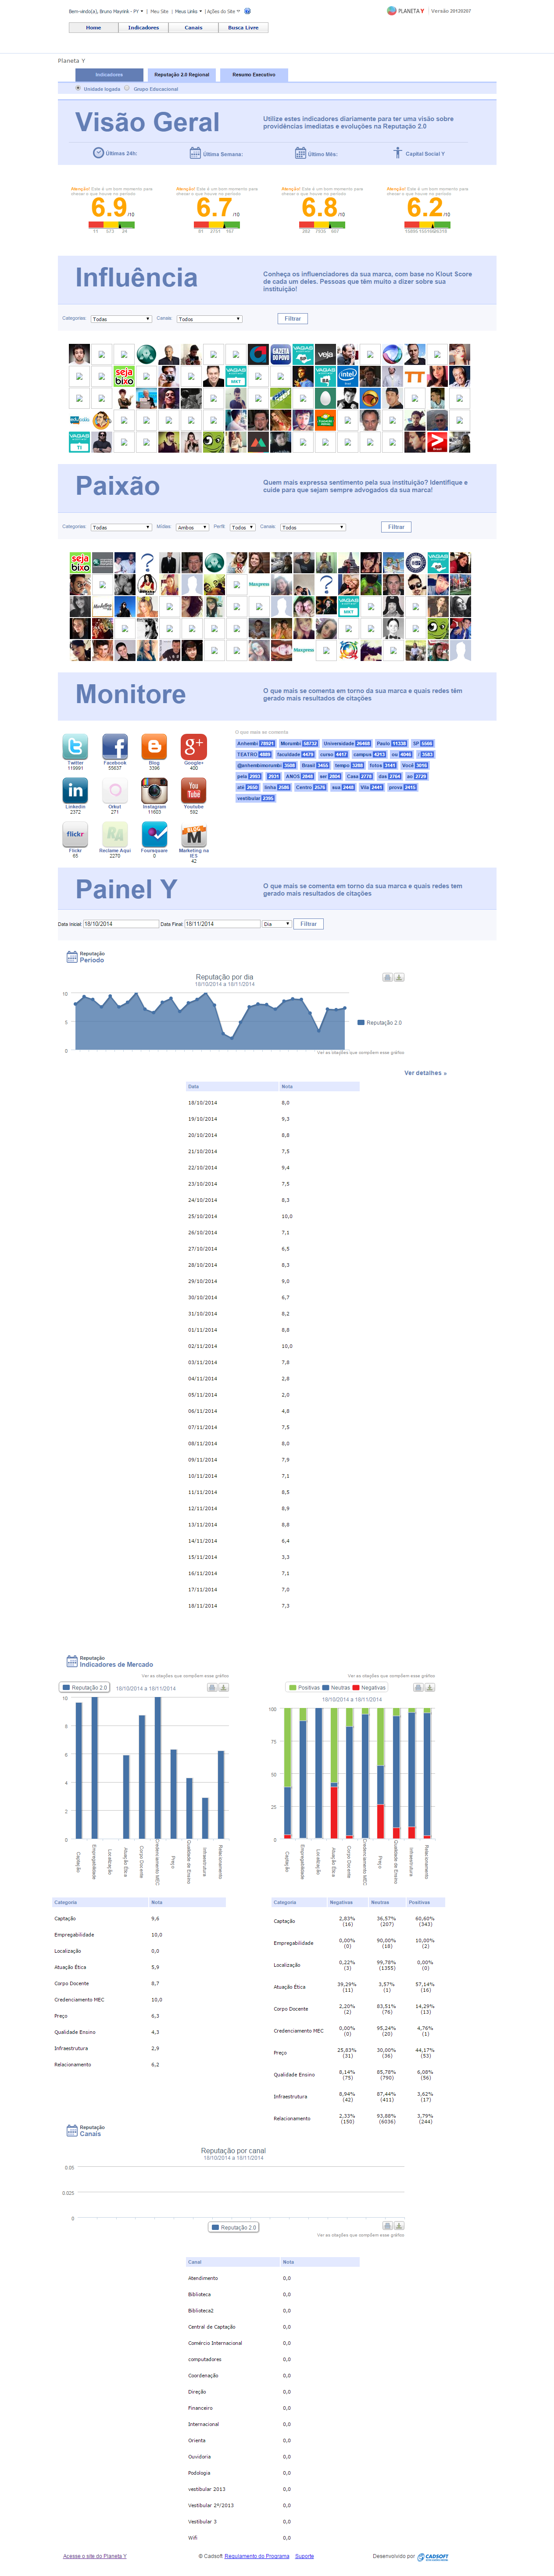 Bem-vindo(a), Bruno Mayrink - PY | Meu Site | Meus Links | Ações do Site
PLANETA Y | Versão 20120207
Home Indicadores Canais Busca Livre
Planeta Y
Indicadores Reputação 2.0 Regional Resumo Executivo
Unidade logada Grupo Educacional
Visão Geral
Utilize estes indicadores diariamente para ter uma visão sobre
providências imediatas e evoluções na Reputação 2.0
Últimas 24h: Última Semana: Último Mês: Capital Social Y
6.9 /10 6.7 /10 6.8 /10 6.2 /10
Influência
Conheça os influenciadores da sua marca, com base no Klout Score
de cada um deles. Pessoas que têm muito a dizer sobre sua
instituição!
Categorias Todas Canais Todos Filtrar
Paixão
Quem mais expressa sentimento pela sua instituição? Identifique e
cuide para que sejam sempre advogados da sua marca!
Categorias Todas Núcleo Ambos Perfil Todos Canais Todos Filtrar
Monitore
O que mais se comenta em torno da sua marca e quais redes têm
gerado mais resultados de citações
O que mais se comenta
Twitter Facebook Blog Google+
119991 55637 3396 400
Linkedin Orkut Instagram Youtube
2372 271 11603 592
Flickr Reclame Aqui Foursquare Marketing na IES
65 2270 0 42
Anhembi 78921 Morumbi 58732 Universidade 20468 Paulo 11338 SP 5586
Painel Y
O que mais se comenta em torno da sua marca e quais redes tem
gerado mais resultados de citações
Data Inicial: 18/10/2014 Data Final: 18/11/2014 Dia Filtrar
Reputação
Período
Reputação por dia
18/10/2014 a 18/11/2014
10
5
0
Reputação 2.0
Ver as citações que compõem esse gráfico
Ver detalhes »
Data Nota
18/10/2014 8,0
19/10/2014 9,3
20/10/2014 8,8
21/10/2014 7,5
22/10/2014 9,4
23/10/2014 7,5
24/10/2014 8,3
25/10/2014 10,0
26/10/2014 7,1
27/10/2014 6,5
28/10/2014 8,3
29/10/2014 9,0
30/10/2014 6,7
31/10/2014 8,2
01/11/2014 8,8
02/11/2014 10,0
03/11/2014 7,8
04/11/2014 2,8
05/11/2014 2,0
06/11/2014 4,8
07/11/2014 7,5
08/11/2014 8,0
09/11/2014 7,9
10/11/2014 7,1
11/11/2014 8,5
12/11/2014 8,9
13/11/2014 8,8
14/11/2014 6,4
15/11/2014 3,3
16/11/2014 7,1
17/11/2014 7,0
18/11/2014 7,3
Reputação
Indicadores de Mercado
Ver as citações que compõem esse gráfico
Reputação 2.0 18/10/2014 a 18/11/2014
Ver as citações que compõem esse gráfico
Positivas Neutras Negativas
18/10/2014 a 18/11/2014
Categoria Nota
Captação 9,6
Empregabilidade 10,0
Localização 0,0
Atuação Ética 5,9
Corpo Docente 8,7
Credenciamento MEC 10,0
Preço 6,3
Qualidade Ensino 4,3
Infraestrutura 2,9
Relacionamento 6,2
Categoria Negativas Neutras Positivas
Captação 2,83% (16) 36,57% (207) 60,60% (343)
Empregabilidade 0,00% (0) 90,00% (18) 10,00% (2)
Localização 0,22% (3) 99,78% (1355) 0,00% (0)
Atuação Ética 39,29% (11) 3,57% (1) 57,14% (16)
Corpo Docente 2,20% (2) 83,51% (76) 14,29% (13)
Credenciamento MEC 0,00% (0) 95,24% (20) 4,76% (1)
Preço 25,83% (31) 30,00% (36) 44,17% (53)
Qualidade Ensino 8,14% (75) 85,78% (790) 6,08% (56)
Infraestrutura 8,94% (42) 87,44% (411) 3,62% (17)
Relacionamento 2,33% (150) 93,88% (6036) 3,79% (244)
Reputação
Canais
Reputação por canal
18/10/2014 a 18/11/2014
0.05
0.025
0
Reputação 2.0
Ver as citações que compõem esse gráfico
Canal Nota
Atendimento 0,0
Biblioteca 0,0
Biblioteca2 0,0
Central de Captação 0,0
Comércio Internacional 0,0
computadores 0,0
Coordenação 0,0
Direção 0,0
Financeiro 0,0
Internacional 0,0
Orienta 0,0
Ouvidoria 0,0
Podologia 0,0
vestibular 2013 0,0
Vestibular 2º/2013 0,0
Vestibular 3 0,0
Wifi 0,0
Acesse o site do Planeta Y © Cadsoft Regulamento do Programa Suporte Desenvolvido por: CADSOFT